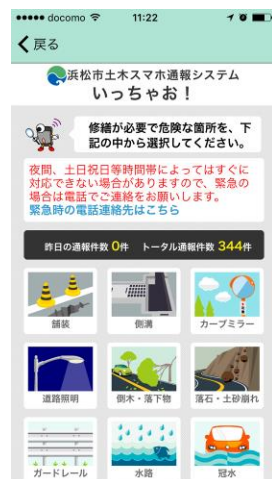 docomo 11:22
戻る
浜松市土木スマホ通報システム
いっちゃお！
修繕が必要で危険な箇所を、下
記の中から選択してください。
夜間、土日祝日等時間帯によってはすぐに
対応できない場合がありますので、緊急の
場合は電話でご連絡をお願いします。
緊急時の電話連絡先はこちら
昨日の通報件数 0件 トータル通報件数 344件
舗装 側溝 カーブミラー
道路照明 倒木・落下物 落石・土砂崩れ
ガードレール 水路 冠水